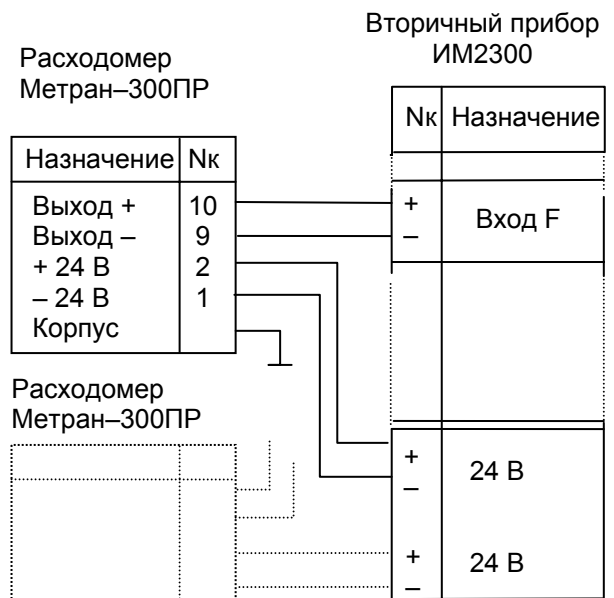 Вторичный прибор
ИМ2300
Расходомер
Метран–300ПР
Nк Назначение
Назначение Nк
Выход + 10
Выход – 9
+ 24 В 2
– 24 В 1
Корпус
+
–
Вход F
Расходомер
Метран–300ПР
+
–
24 В
+
–
24 В